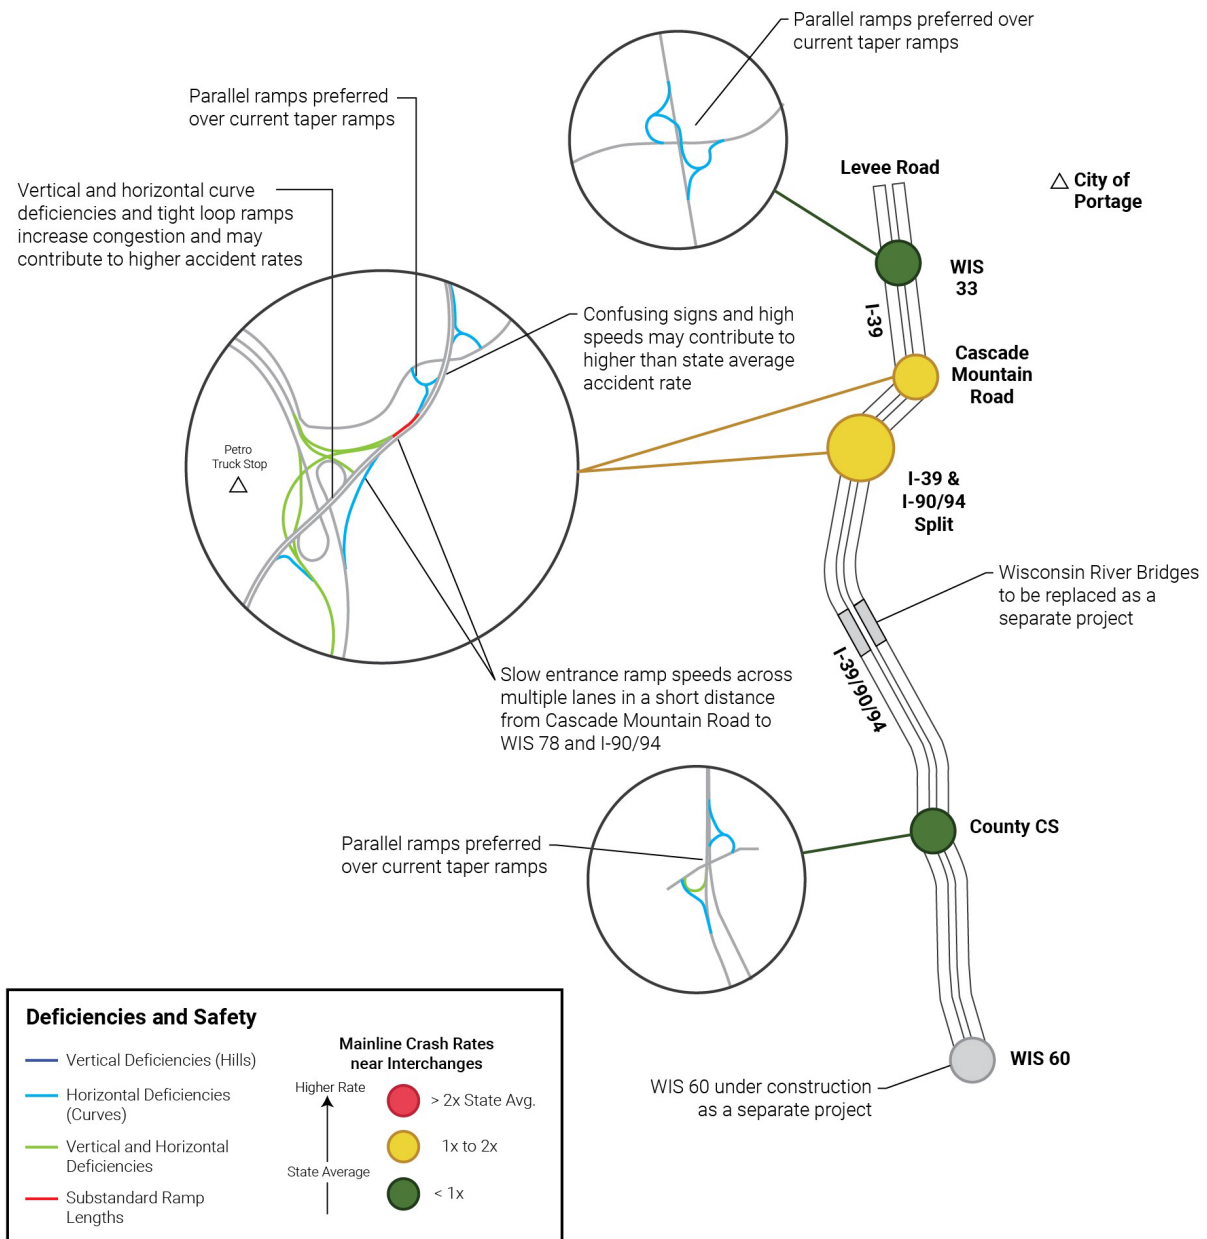 Parallel ramps preferred over
current taper ramps
Parallel ramps preferred
over current taper ramps
Levee Road
City of
Portage
Vertical and horizontal curve
deficiencies and tight loop ramps
increase congestion and may
contribute to higher accident rates
WIS
33
I-39
Confusing signs and high
speeds may contribute to
higher than state average
accident rate
Cascade
Mountain
Road
Petro
Truck Stop
I-39 &
I-90/94
Split
Wisconsin River Bridges
to be replaced as a
separate project
I-39/90/94
Slow entrance ramp speeds across
multiple lanes in a short distance
from Cascade Mountain Road to
WIS 78 and I-90/94
County CS
Parallel ramps preferred
over current taper ramps
WIS 60
WIS 60 under construction
as a separate project
Deficiencies and Safety
Vertical Deficiencies (Hills)
Horizontal Deficiencies
(Curves)
Vertical and Horizontal
Deficiencies
Substandard Ramp
Lengths
Mainline Crash Rates
near Interchanges
Higher Rate
State Average
> 2x State Avg.
1x to 2x
< 1x